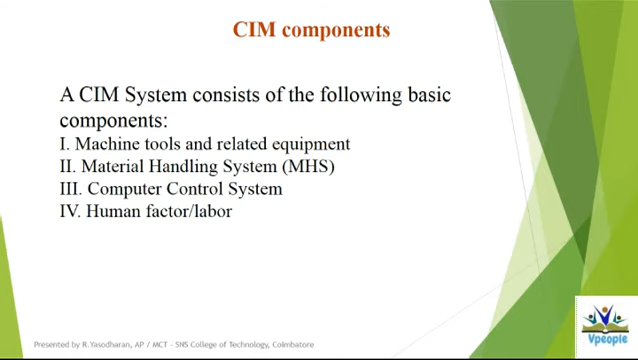 CIM components
A CIM System consists of the following basic
components:
I. Machine tools and related equipment
II. Material Handling System (MHS)
III. Computer Control System
IV. Human factor/labor
Presented by R.Yasodharan, AP / MCT - SNS College of Technology, Coimbatore
Vpeople